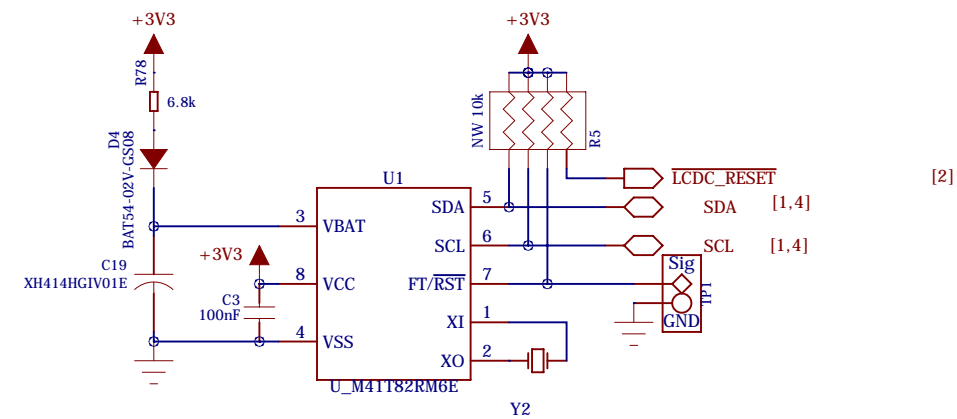 +3V3
+3V3
R78
6.8k
D4
BAT54-02V-GS08
NW 10k
R5
LCDC_RESET
[2]
U1
5
SDA
SDA
[1,4]
3
VBAT
6
SCL
SCL
[1,4]
+3V3
C19
XH414HGIV01E
8
VCC
7
FT/RST
Sig
TP1
GND
C3
100nF
1
XI
4
VSS
2
XO
U_M41T82RM6E
Y2